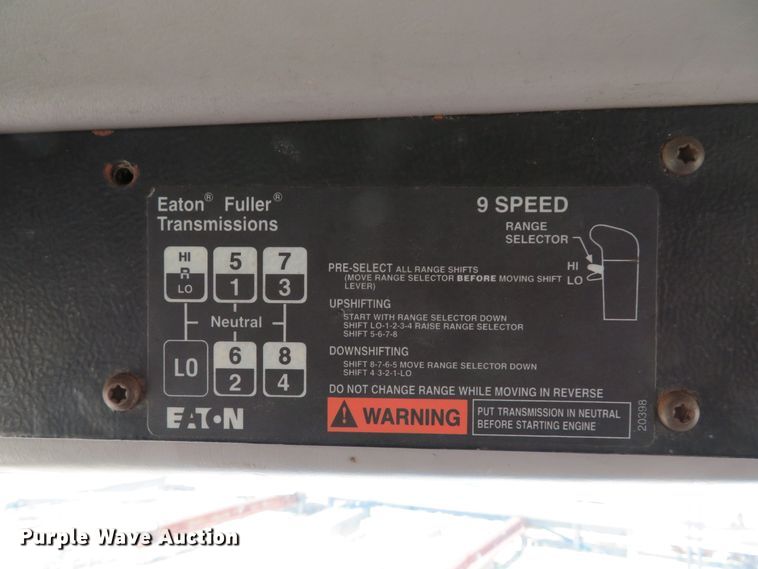 Eaton® Fuller®
Transmissions
9 SPEED
RANGE
SELECTOR
HI
LO
HI
R
LO
5
1
7
3
Neutral
LO
6
2
8
4
EATON
PRE-SELECT ALL RANGE SHIFTS
(MOVE RANGE SELECTOR BEFORE MOVING SHIFT
LEVER)
UPSHIFTING
START WITH RANGE SELECTOR DOWN
SHIFT LO-1-2-3-4 RAISE RANGE SELECTOR
SHIFT 5-6-7-8
DOWNSHIFTING
SHIFT 8-7-6-5 MOVE RANGE SELECTOR DOWN
SHIFT 4 3-2-1-LO
DO NOT CHANGE RANGE WHILE MOVING IN REVERSE
WARNING
PUT TRANSMISSION IN NEUTRAL
BEFORE STARTING ENGINE
20398
Purple Wave Auction